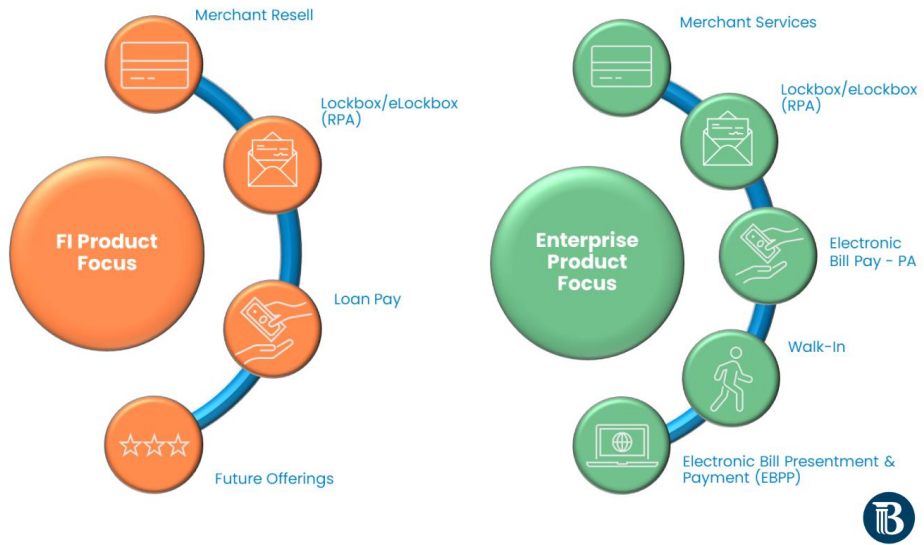 Merchant Resell
Lockbox/eLockbox
(RPA)
FI Product
Focus
Loan Pay
Future Offerings
Merchant Services
Lockbox/eLockbox
(RPA)
Enterprise
Product
Focus
Electronic
Bill Pay - PA
Walk-In
Electronic Bill Presentment &
Payment (EBPP)
B